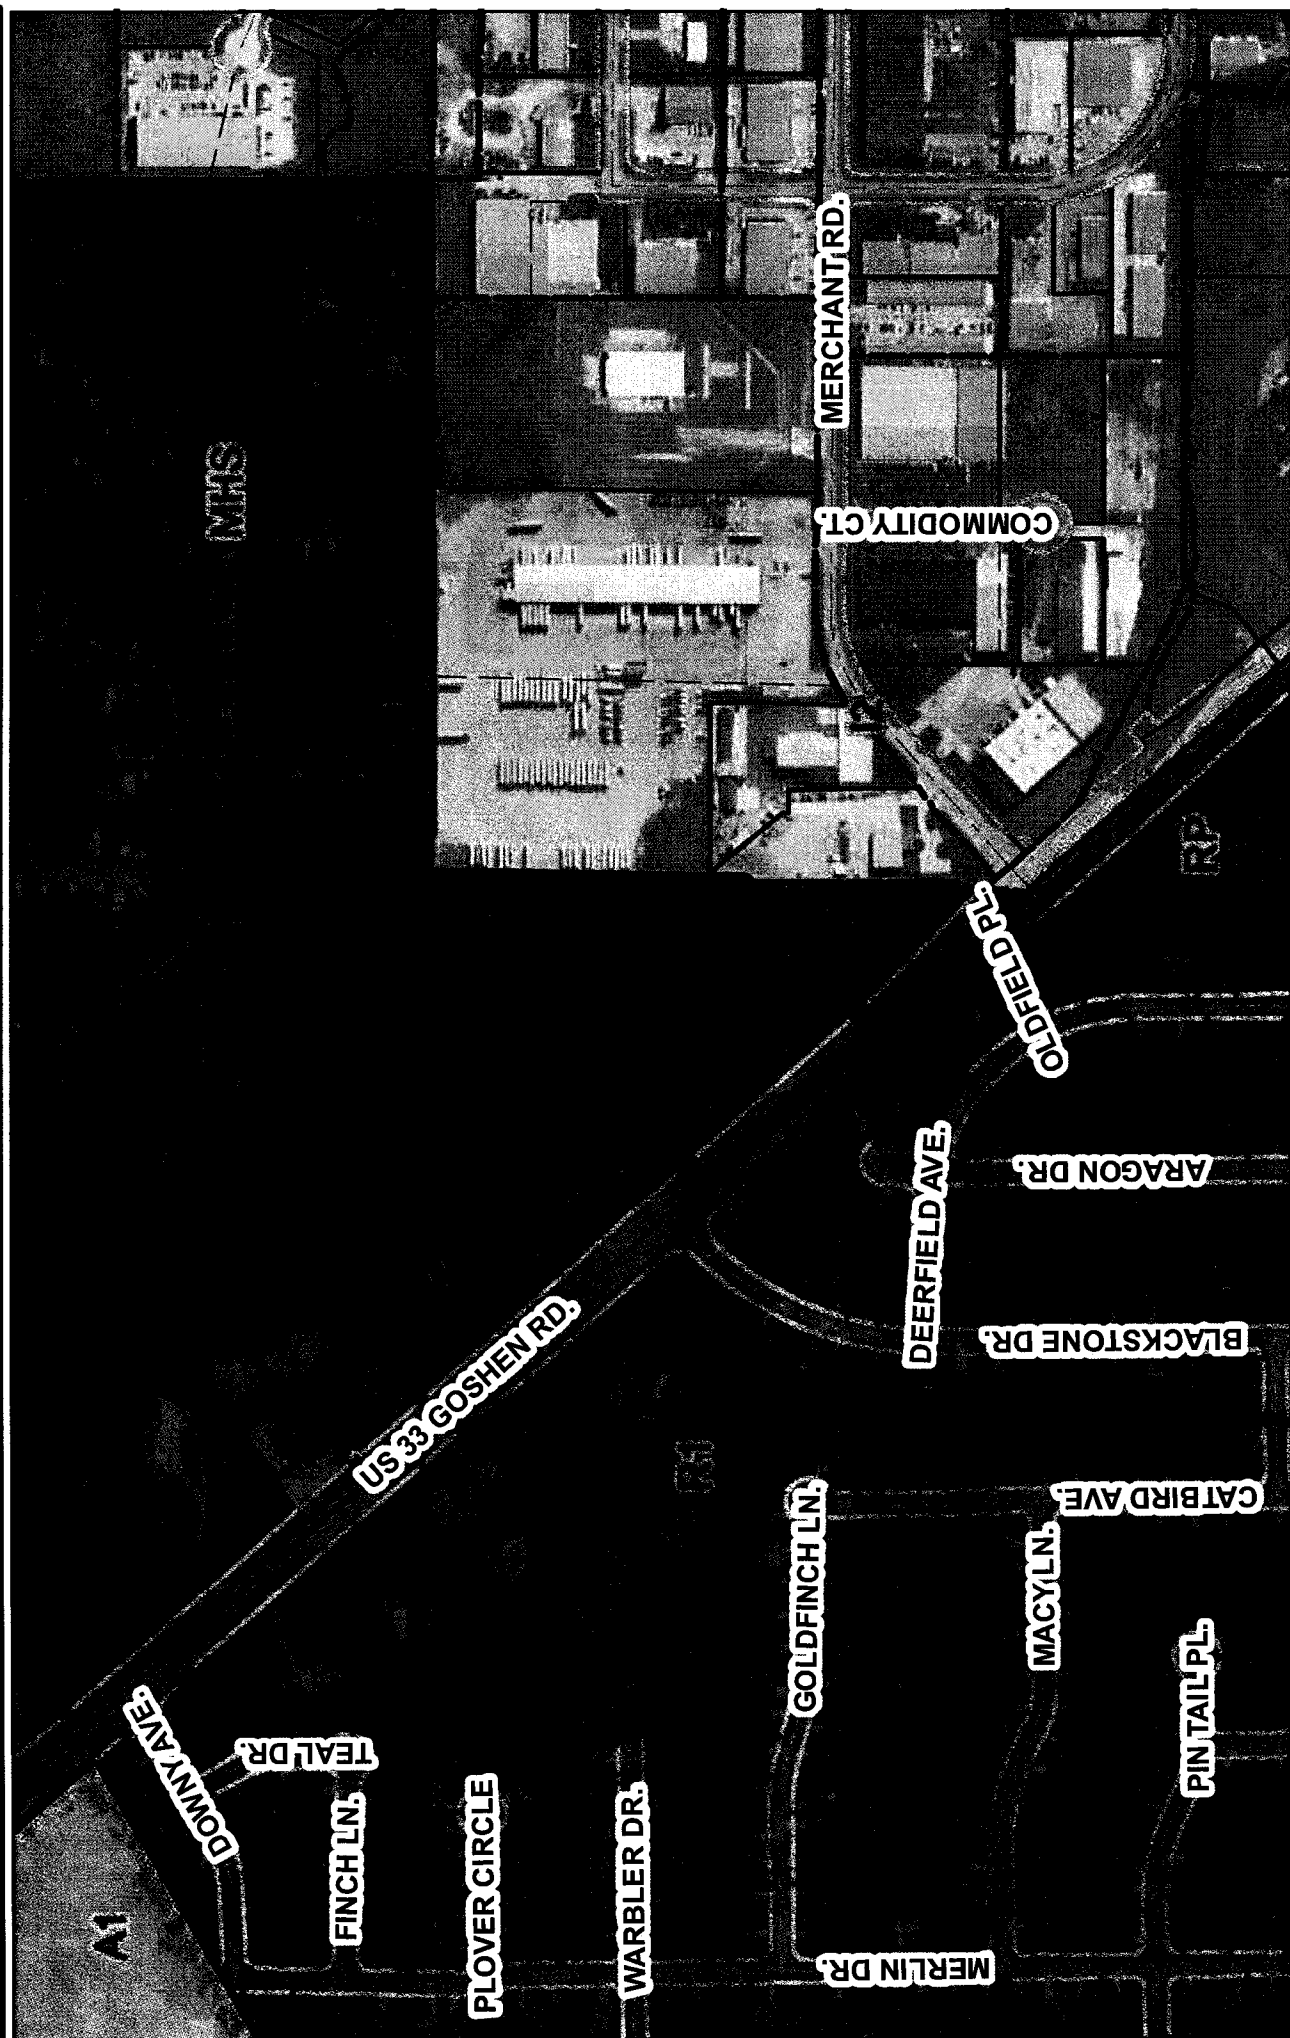 MHS
MERCHANT RD.
COMMODITY CT.
I2
RP
OLDFIELD PL.
DEERFIELD AVE.
ARAGON DR.
BLACKSTONE DR.
US 33 GOSHEN RD.
R1
GOLDFINCH LN.
CATBIRD AVE.
MACY LN.
PIN TAIL PL.
DOWNY AVE.
TEAL DR.
FINCH LN.
PLOVER CIRCLE
WARBLER DR.
MERLIN DR.
A1